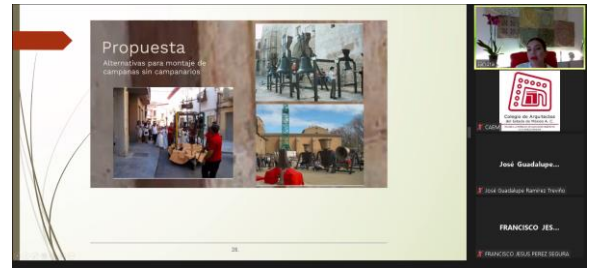 Propuesta
Alternativas para montaje de
campanas sin campanarios
26
Colegio de Arquitectos
del Estado de México A. C.
CAEM
José Guadalupe...
José Guadalupe Ramírez Treviño
FRANCISCO JES...
FRANCISCO JESUS PEREZ SEGURA